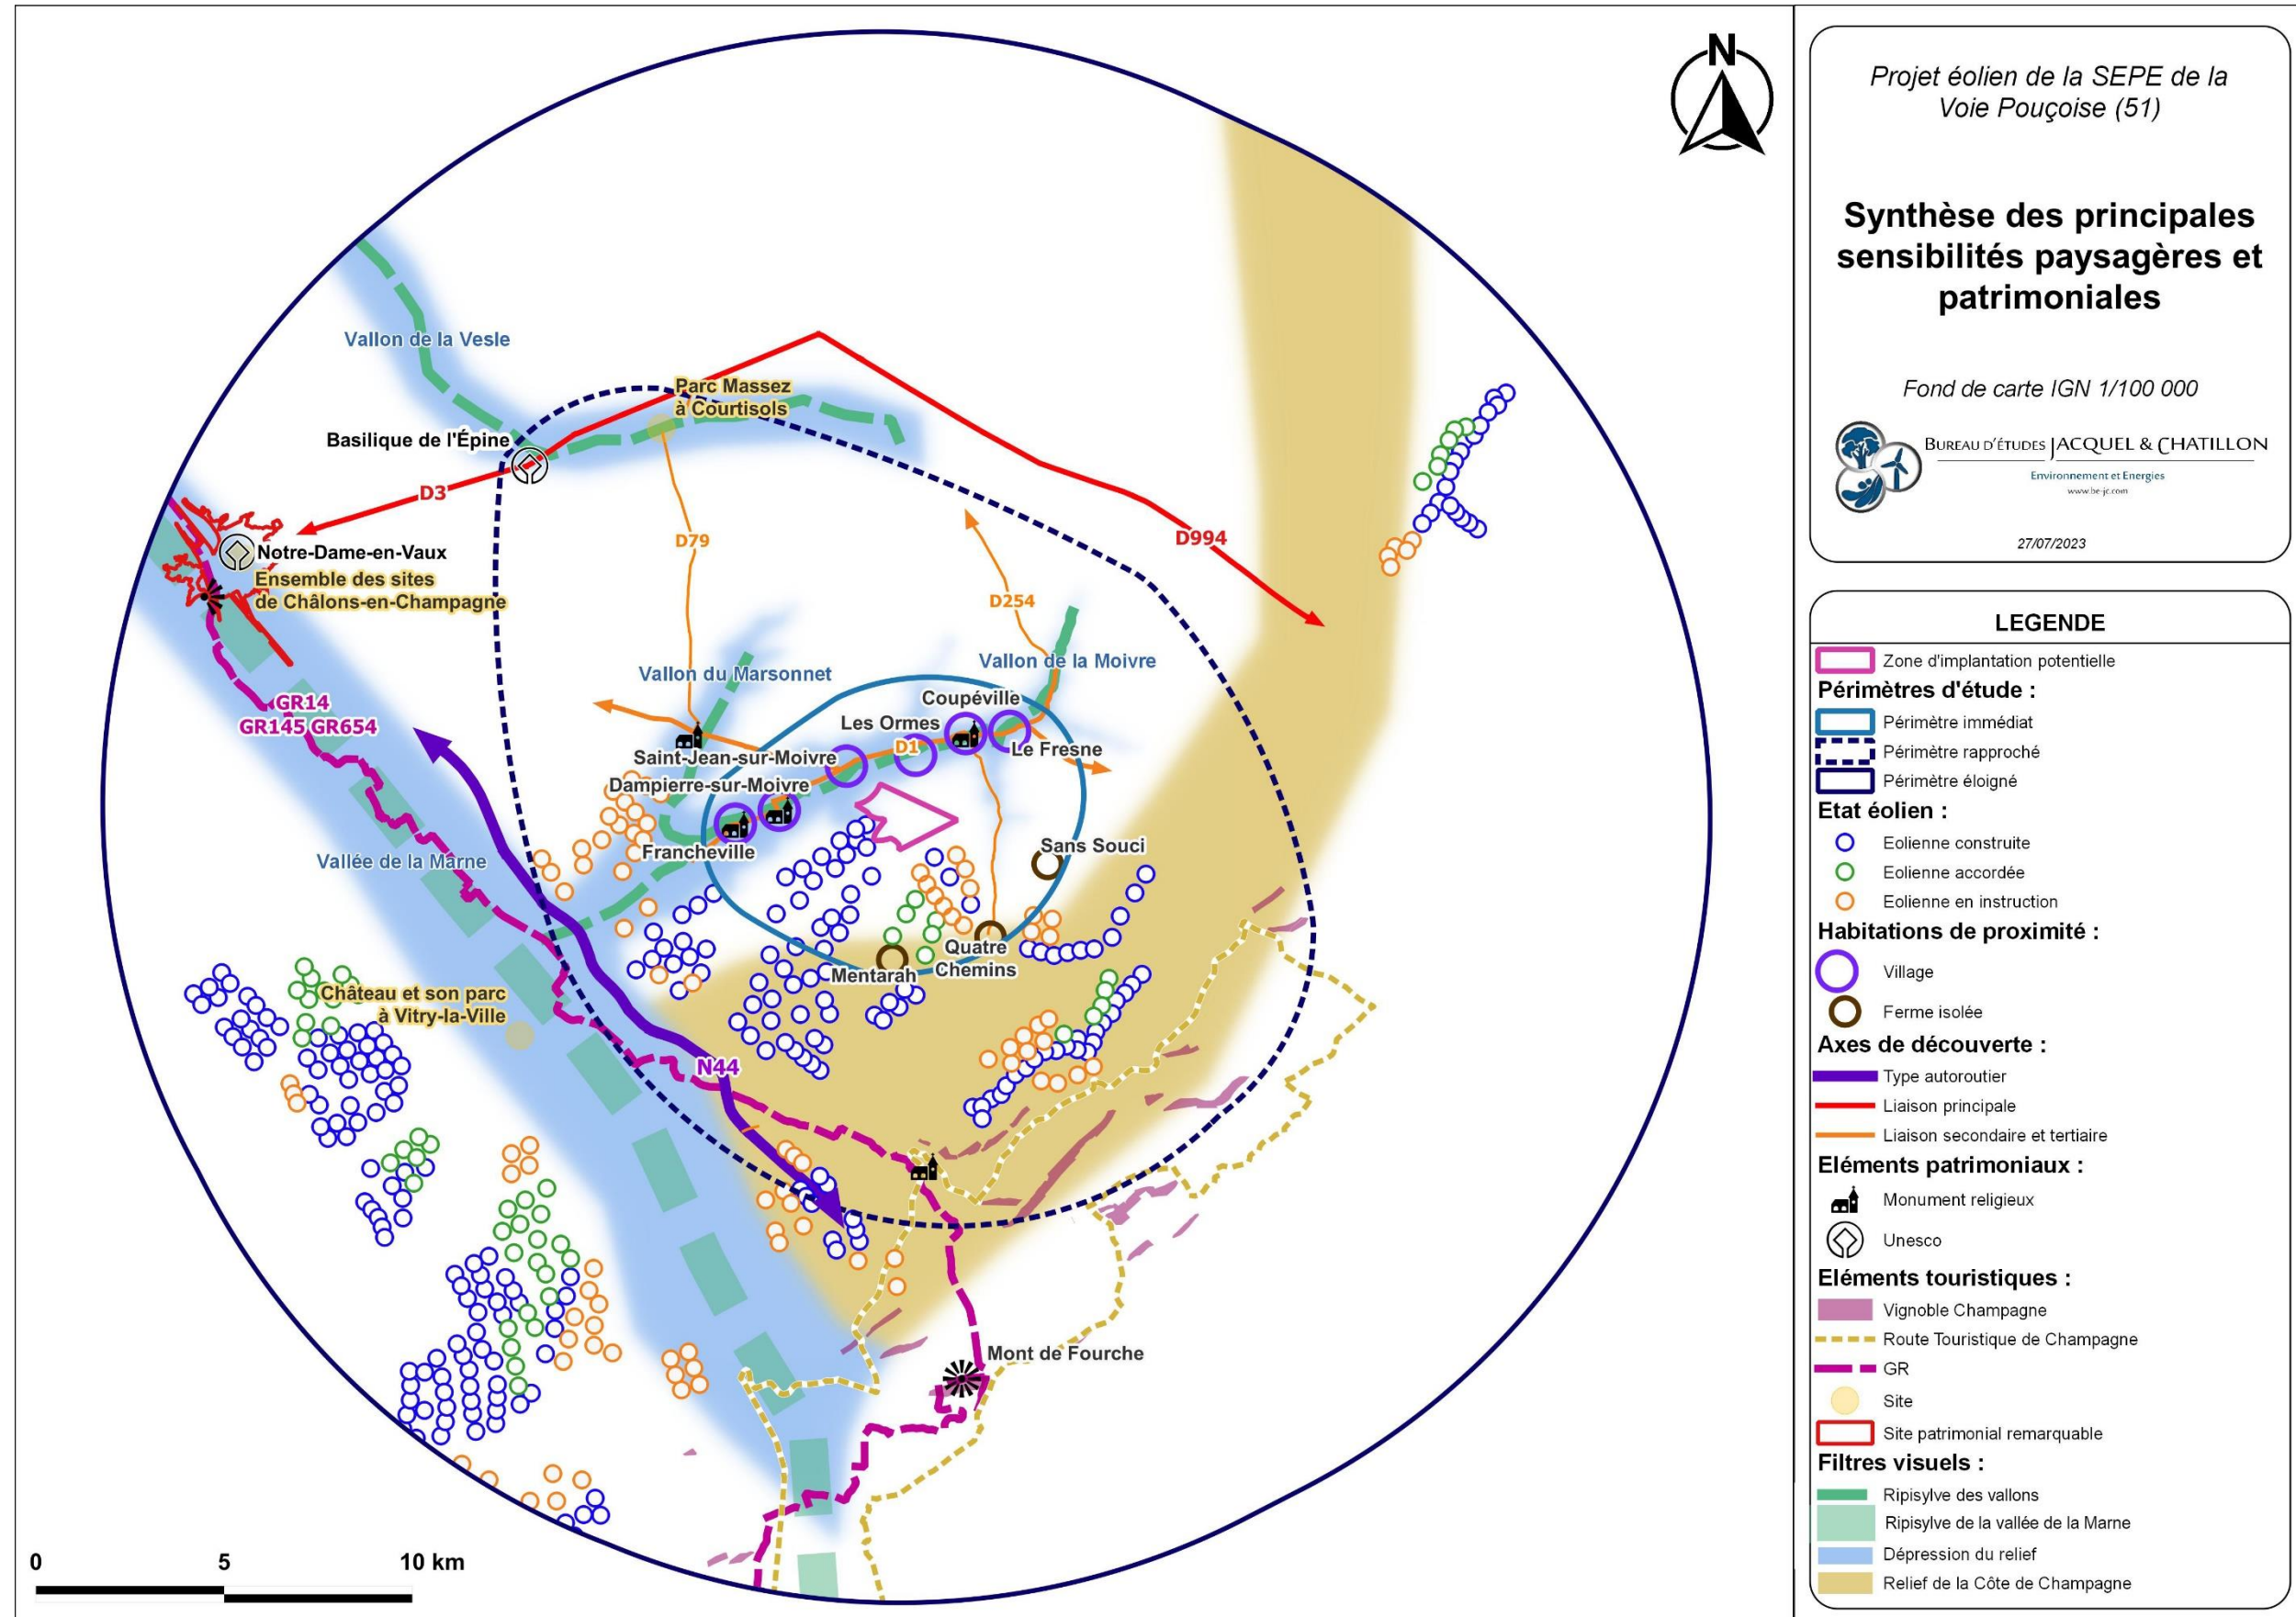 N
Vallon de la Vesle
Parc Massez
à Courtisols
Basilique de l'Épine
D3
D79
D994
Notre-Dame-en-Vaux
Ensemble des sites
de Châlons-en-Champagne
D254
Vallon du Marsonnet
Vallon de la Moivre
GR14
GR145 GR654
Coupéville
Les Ormes
D1
Le Fresne
Saint-Jean-sur-Moivre
Dampierre-sur-Moivre
Francheville
Sans Souci
Vallée de la Marne
Quatre
Chemins
Mentarah
Château et son parc
à Vitry-la-Ville
N44
Mont de Fourche
0 5 10 km
Projet éolien de la SEPE de la
Voie Pouçoise (51)
Synthèse des principales
sensibilités paysagères et
patrimoniales
Fond de carte IGN 1/100 000
BUREAU D'ÉTUDES JACQUEL & CHATILLON
Environnement et Energies
www.be-jc.com
27/07/2023
LEGENDE
Zone d'implantation potentielle
Périmètres d'étude :
Périmètre immédiat
Périmètre rapproché
Périmètre éloigné
Etat éolien :
Eolienne construite
Eolienne accordée
Eolienne en instruction
Habitations de proximité :
Village
Ferme isolée
Axes de découverte :
Type autoroutier
Liaison principale
Liaison secondaire et tertiaire
Eléments patrimoniaux :
Monument religieux
Unesco
Eléments touristiques :
Vignoble Champagne
Route Touristique de Champagne
GR
Site
Site patrimonial remarquable
Filtres visuels :
Ripisylve des vallons
Ripisylve de la vallée de la Marne
Dépression du relief
Relief de la Côte de Champagne